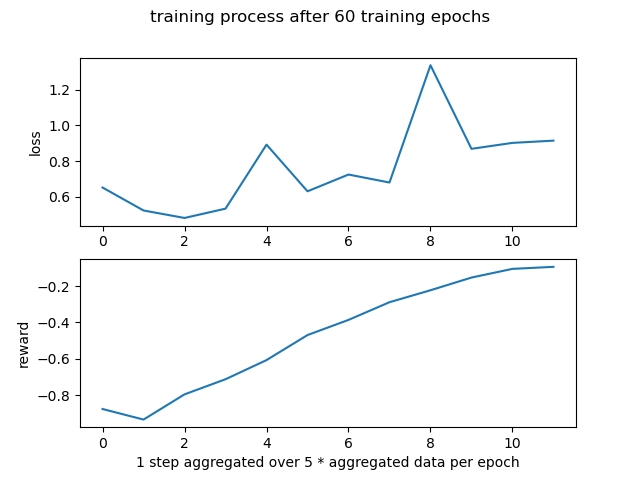 training process after 60 training epochs
1.2
1.0
0.8
0.6
loss
0 2 4 6 8 10
−0.2
−0.4
−0.6
−0.8
reward
0 2 4 6 8 10
1 step aggregated over 5 * aggregated data per epoch